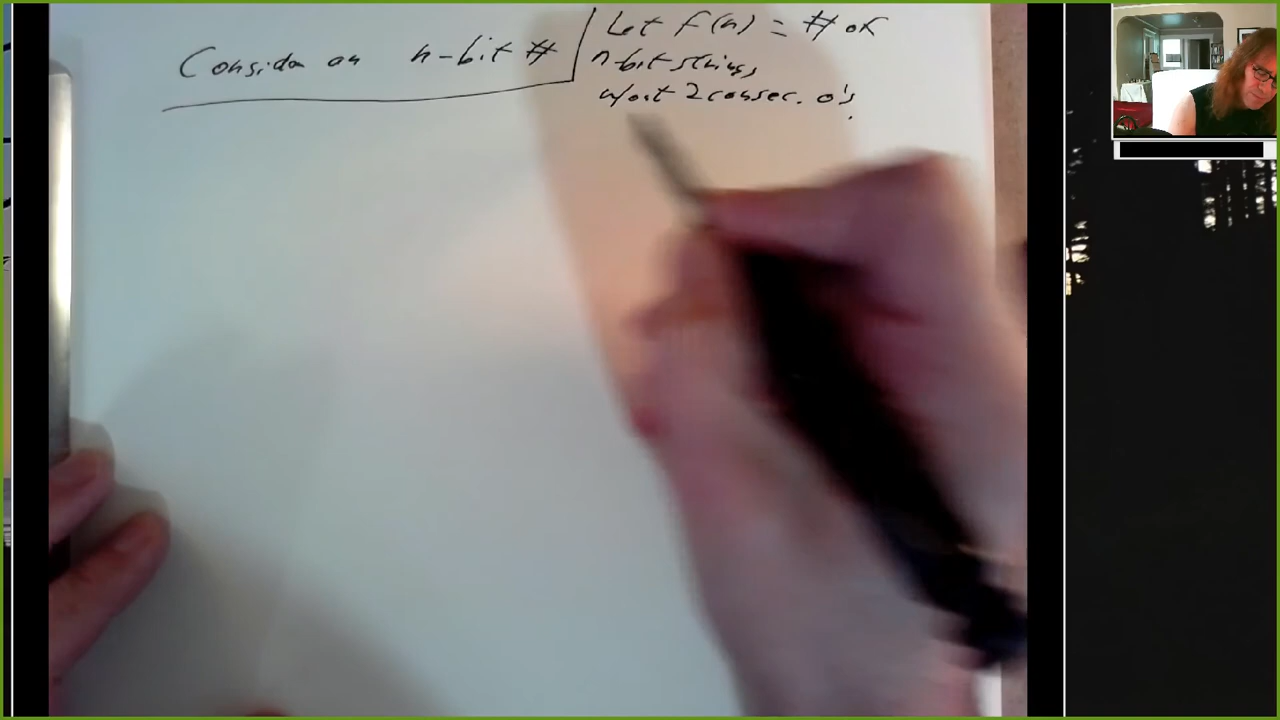 Consider an n-bit #
Let F(n) = # of
n-bit strings
w/out 2 consec. 0's.